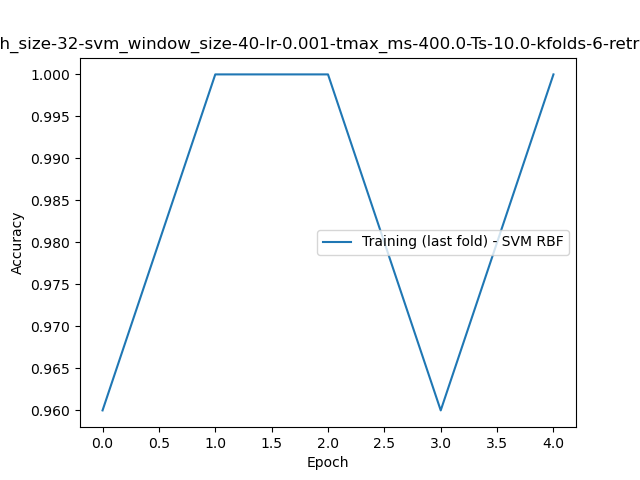 h_size-32-svm_window_size-40-lr-0.001-tmax_ms-400.0-Ts-10.0-kfolds-6-retr
1.000
0.995
0.990
0.985
0.980
0.975
0.970
0.965
0.960
Accuracy
Training (last fold) - SVM RBF
0.0 0.5 1.0 1.5 2.0 2.5 3.0 3.5 4.0
Epoch